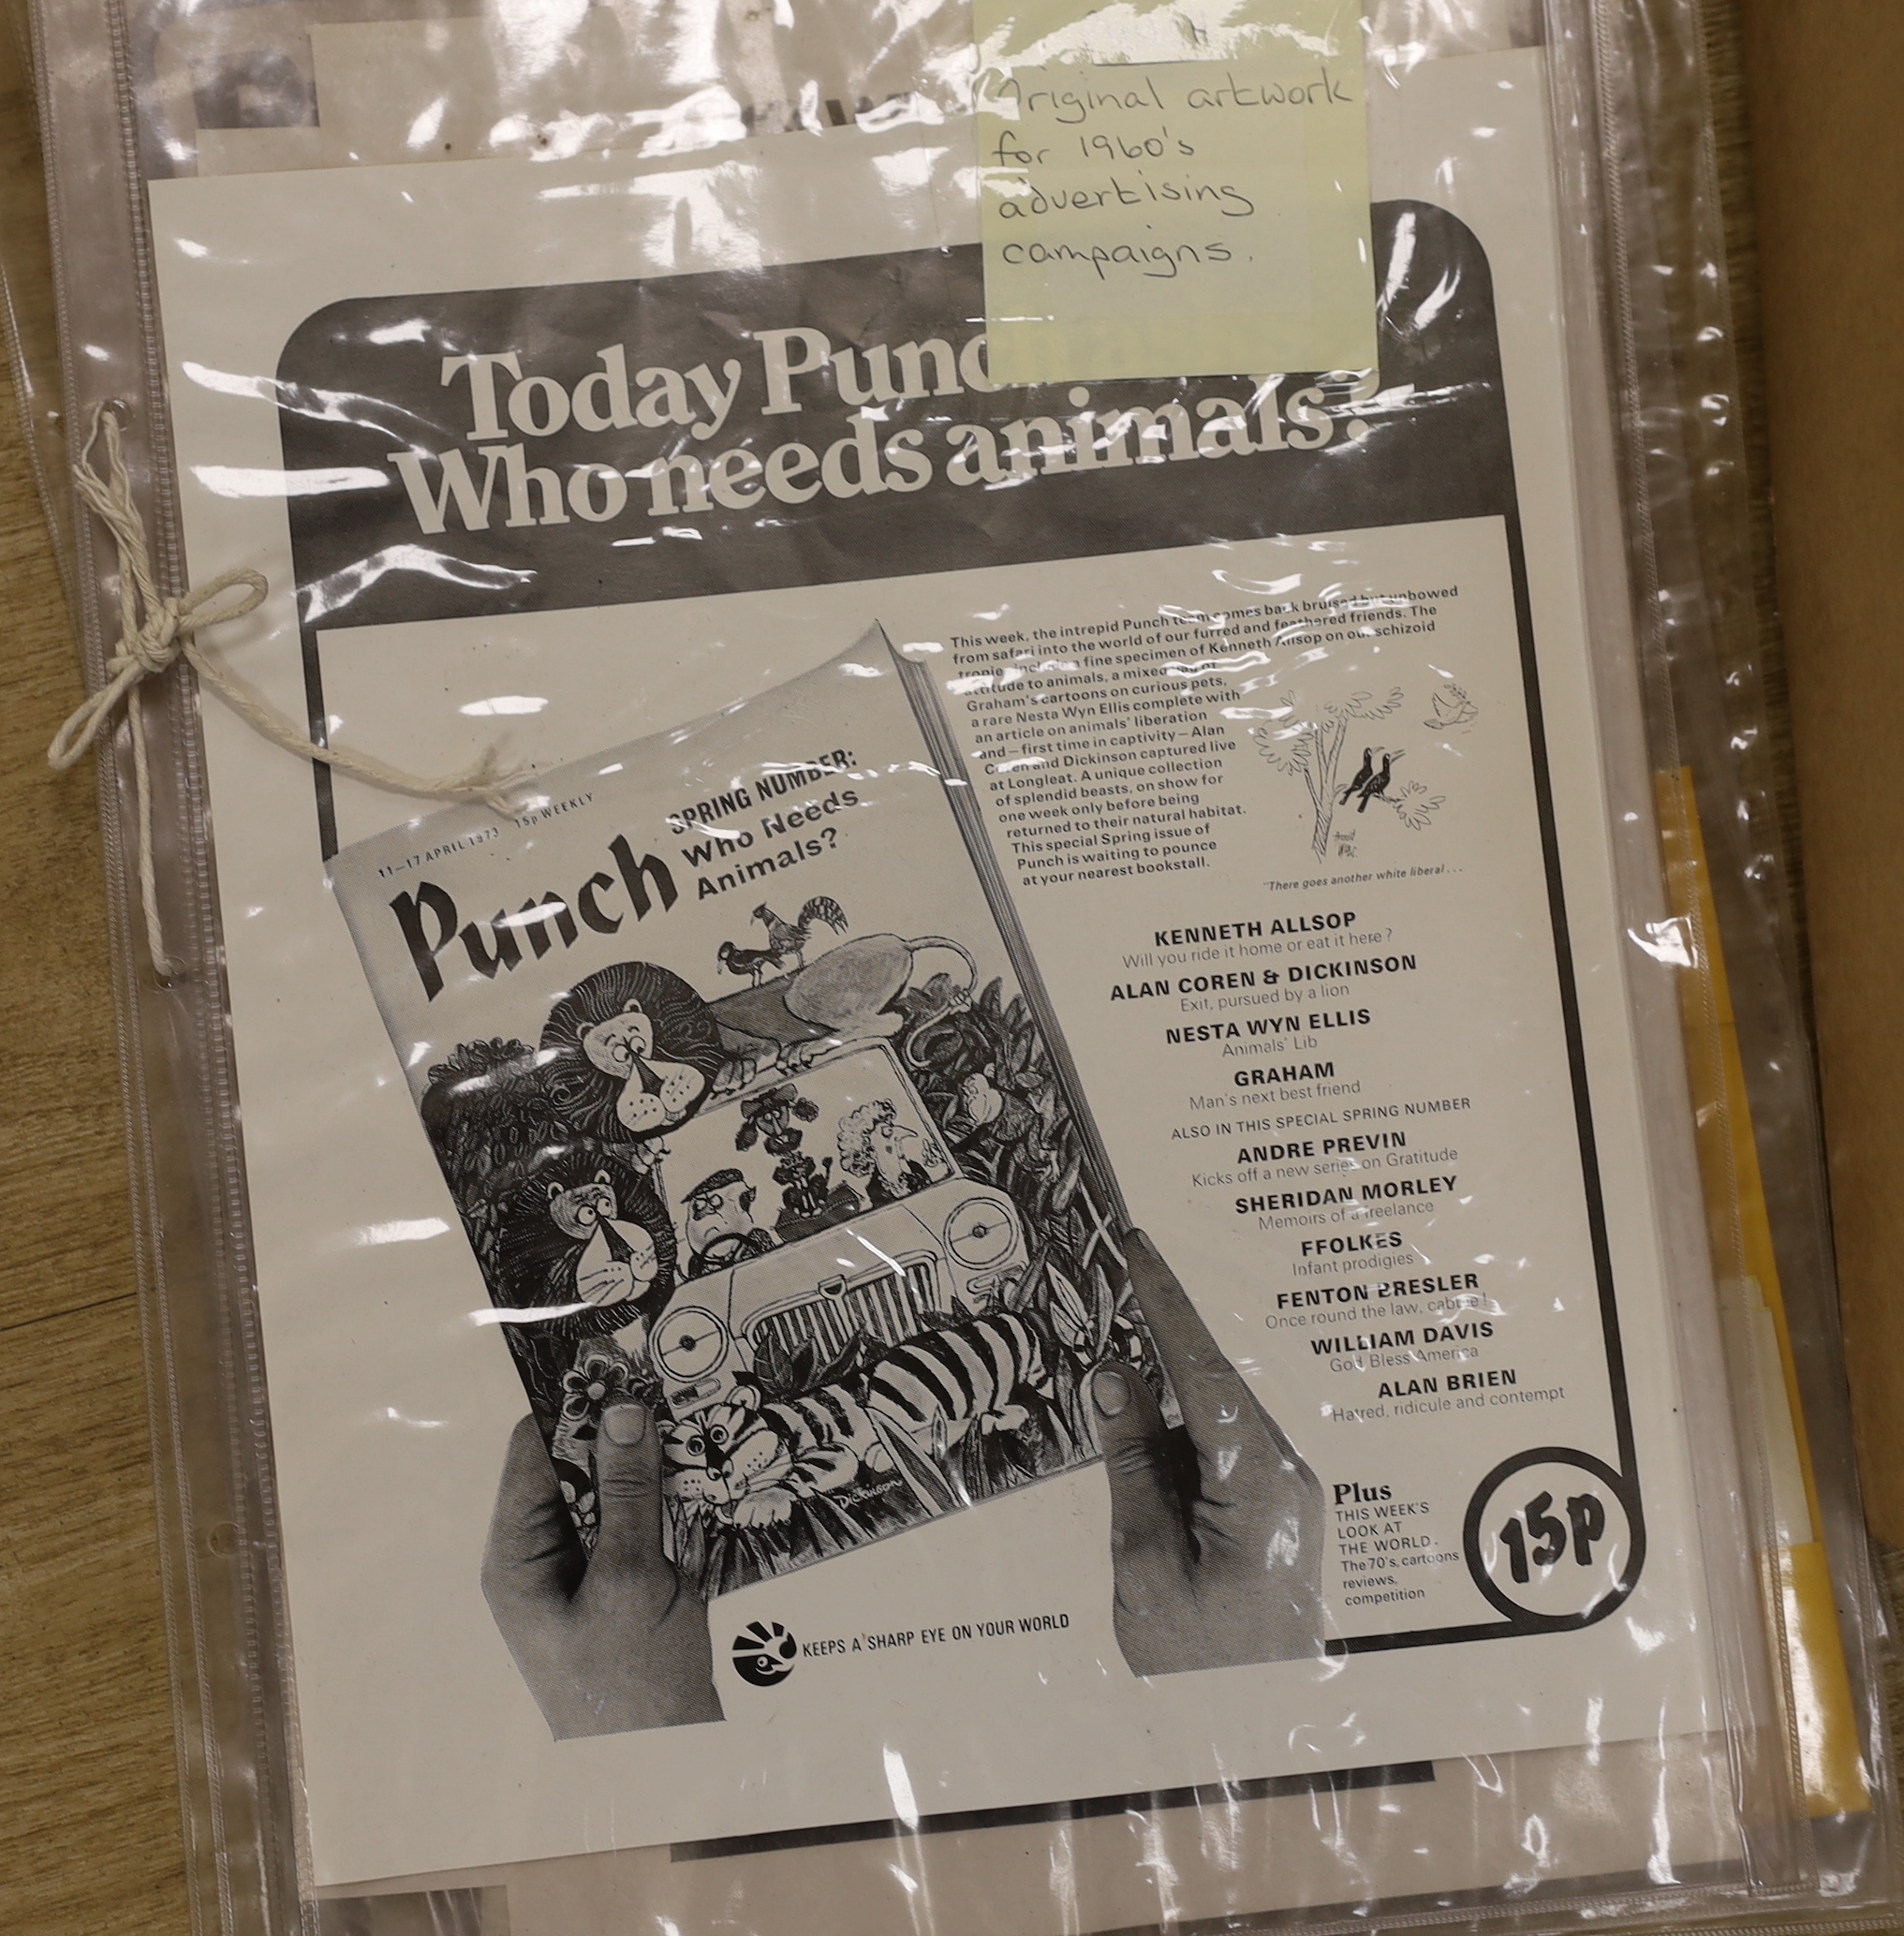 Original artwork
for 1960's
advertising
campaigns.
Today Punc
Who needs animals?
This week, the intrepid Punch team comes back bruised but unbowed
from safari into the world of our furred and feathered friends. The
include a fine specimen of Kenneth Allsop on our schizoid
attitude to animals, a mixed bag of
Graham's cartoons on curious pets,
a rare Nesta Wyn Ellis complete with
an article on animals' liberation
and – first time in captivity – Alan
Coren and Dickinson captured live
at Longleat. A unique collection
of splendid beasts, on show for
one week only before being
returned to their natural habitat.
This special Spring issue of
Punch is waiting to pounce
at your nearest bookstall.
"There goes another white liberal . . .
11–17 APRIL 1973 15p WEEKLY
Punch
SPRING NUMBER:
Who Needs
Animals?
Dickinson
KENNETH ALLSOP
Will you ride it home or eat it here?
ALAN COREN & DICKINSON
Exit, pursued by a lion
NESTA WYN ELLIS
Animals' Lib
GRAHAM
Man's next best friend
ALSO IN THIS SPECIAL SPRING NUMBER
ANDRE PREVIN
Kicks off a new series on Gratitude
SHERIDAN MORLEY
Memoirs of a freelance
FFOLKES
Infant prodigies
FENTON BRESLER
Once round the law, cabbie!
WILLIAM DAVIS
God Bless America
ALAN BRIEN
Hatred, ridicule and contempt
Plus
THIS WEEK'S
LOOK AT
THE WORLD.
The 70's, cartoons
reviews,
competition
15p
KEEPS A SHARP EYE ON YOUR WORLD